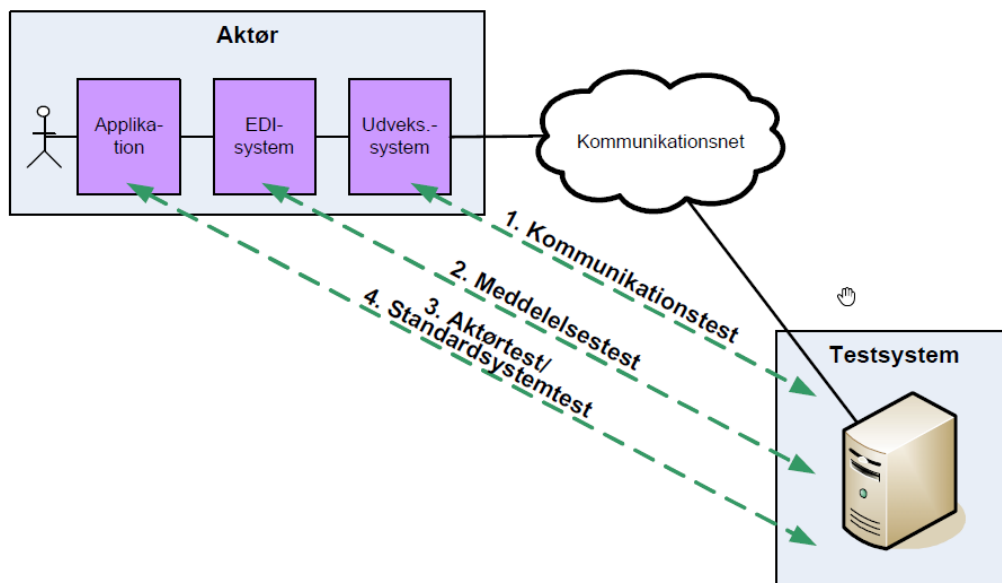 Aktør
Applika-
tion
EDI-
system
Udveks.-
system
Kommunikationsnet
1. Kommunikationstest
2. Meddelelsestest
3. Aktørtest/
4. Standardsystemtest
Testsystem